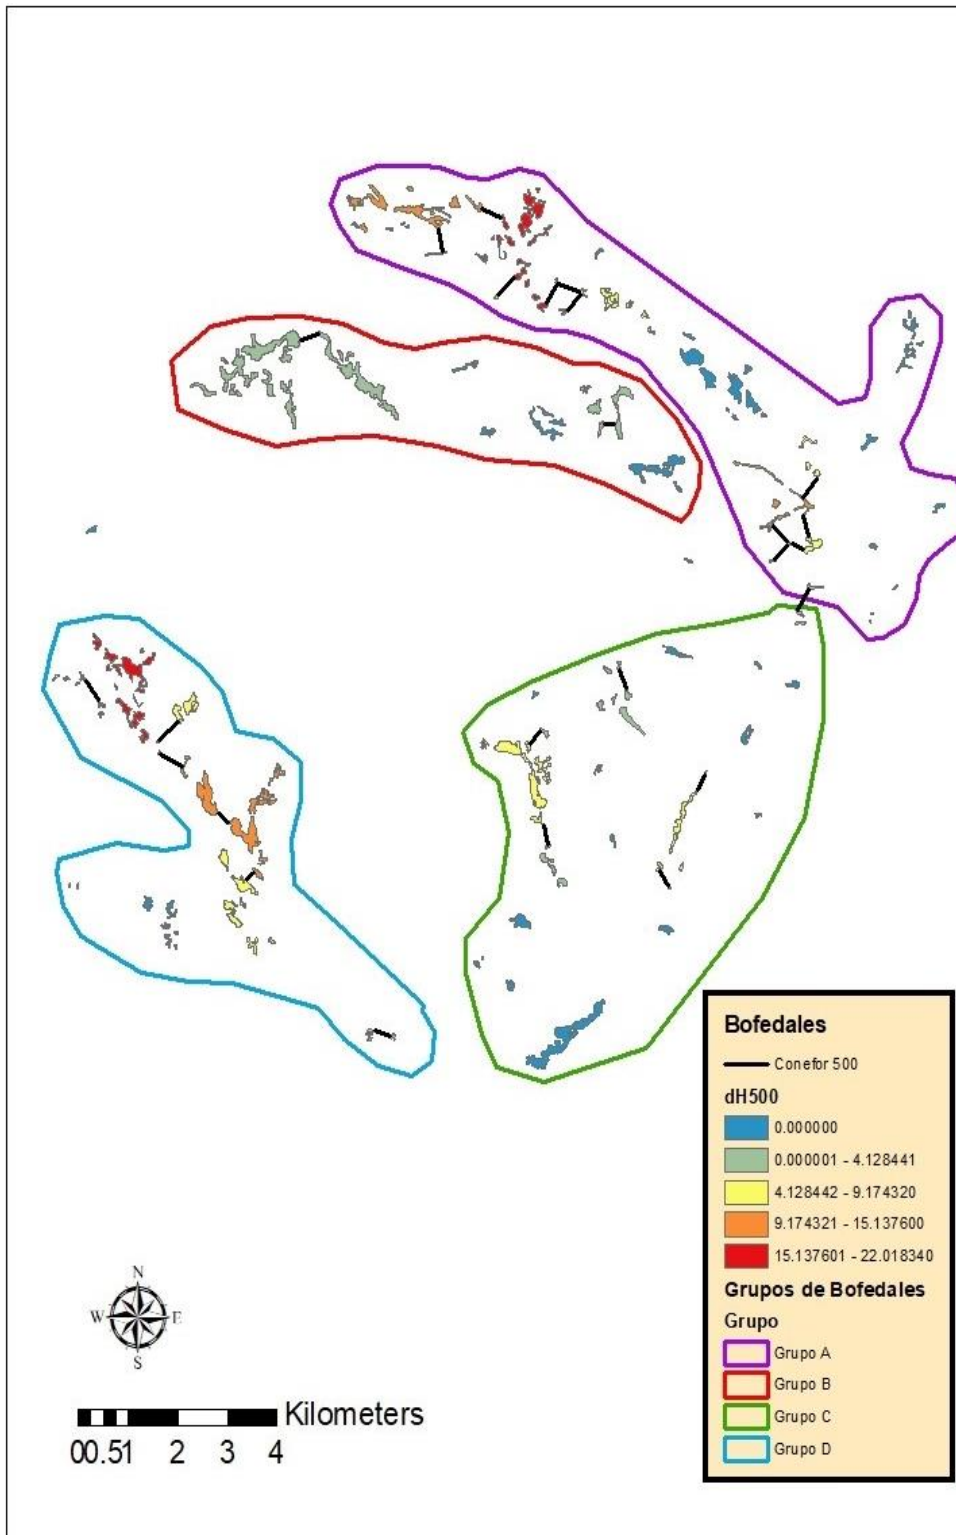 Bofedales
Conefor 500
dH500
0.000000
0.000001 - 4.128441
4.128442 - 9.174320
9.174321 - 15.137600
15.137601 - 22.018340
Grupos de Bofedales
Grupo
Grupo A
Grupo B
Grupo C
Grupo D
N
W E
S
Kilometers
00.51 2 3 4